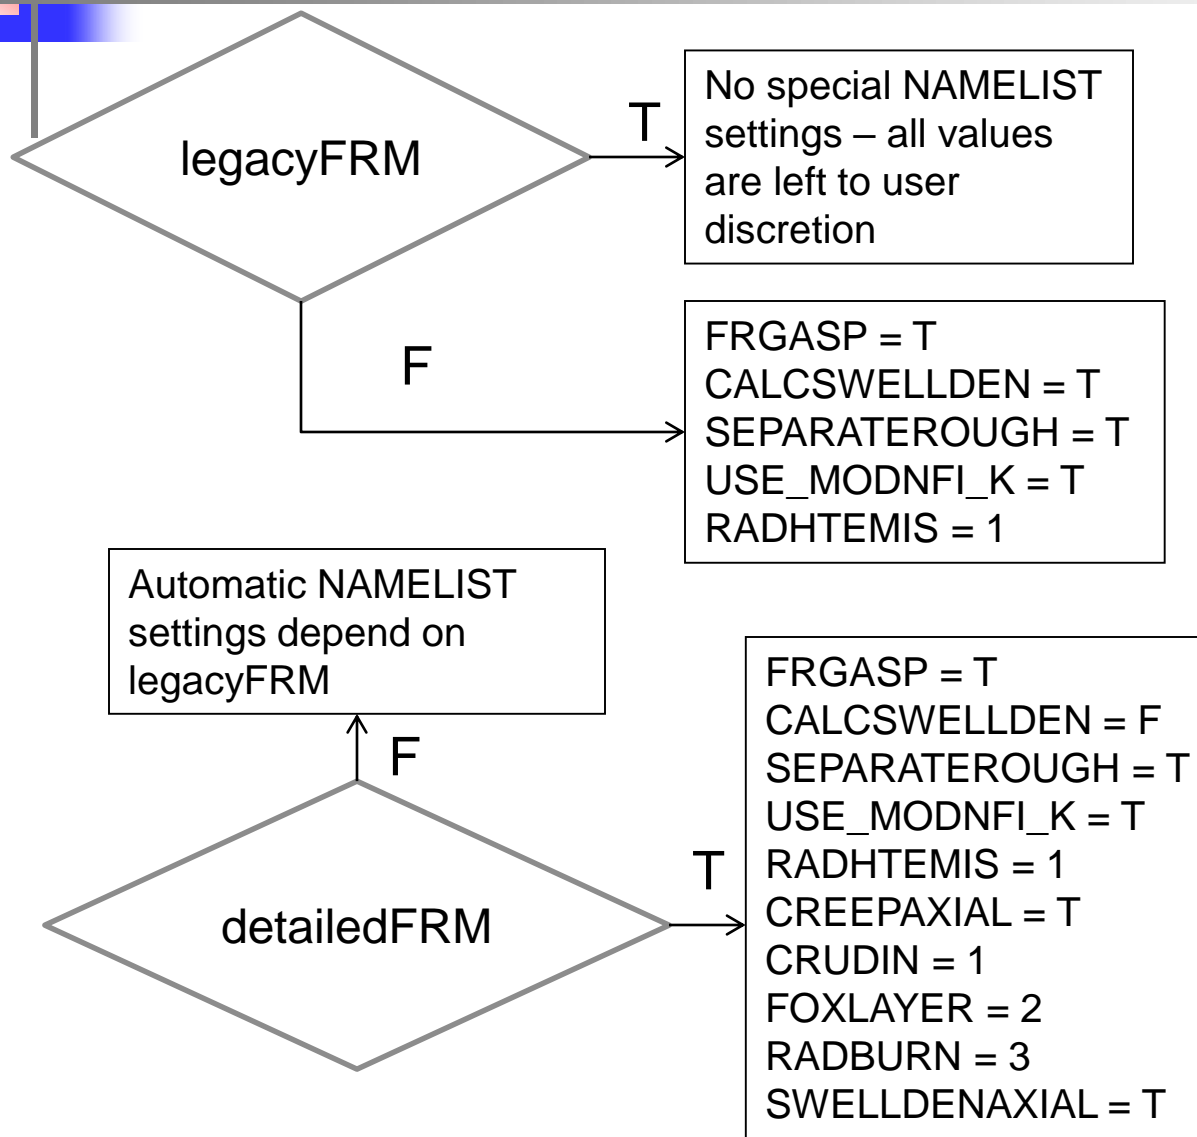 legacyFRM
T
No special NAMELIST
settings – all values
are left to user
discretion
F
FRGASP = T
CALCSWELLDEN = T
SEPARATEROUGH = T
USE_MODNFI_K = T
RADHTEMIS = 1
Automatic NAMELIST
settings depend on
legacyFRM
F
detailedFRM
T
FRGASP = T
CALCSWELLDEN = F
SEPARATEROUGH = T
USE_MODNFI_K = T
RADHTEMIS = 1
CREEPAXIAL = T
CRUDIN = 1
FOXLAYER = 2
RADBURN = 3
SWELLDENAXIAL = T